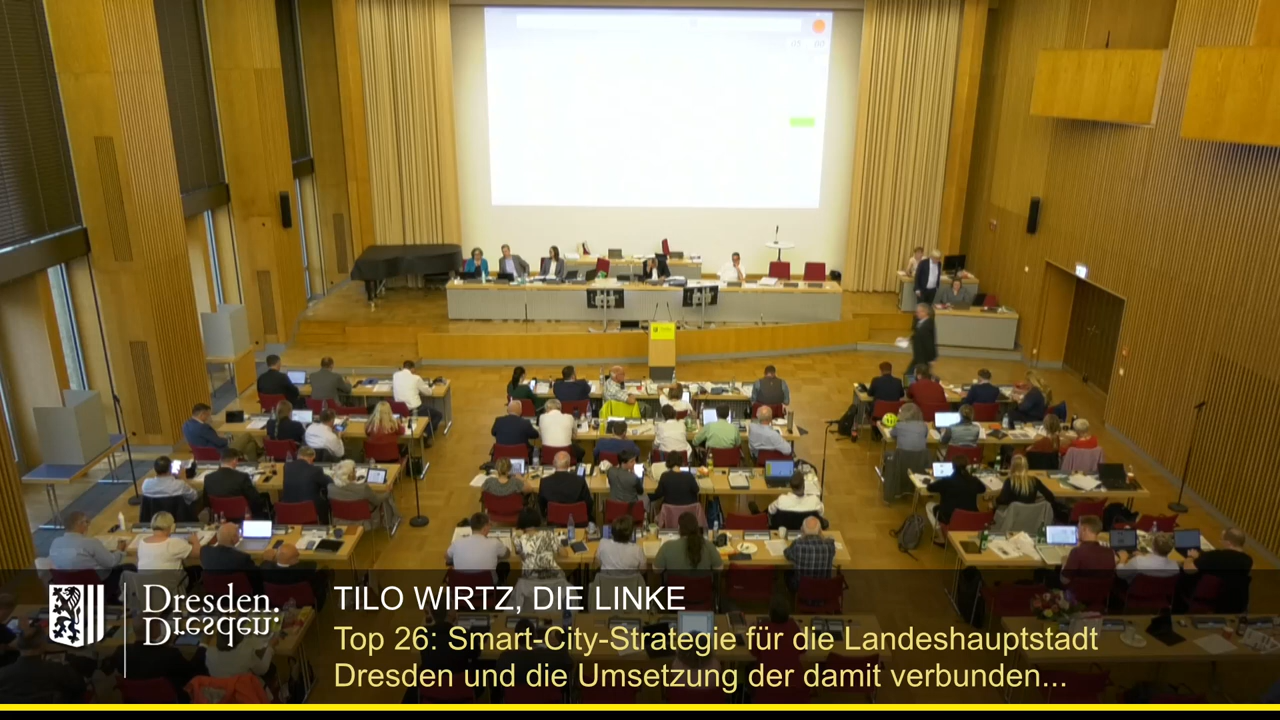 Dresden.
Dresden.
TILO WIRTZ, DIE LINKE
Top 26: Smart-City-Strategie für die Landeshauptstadt
Dresden und die Umsetzung der damit verbunden...